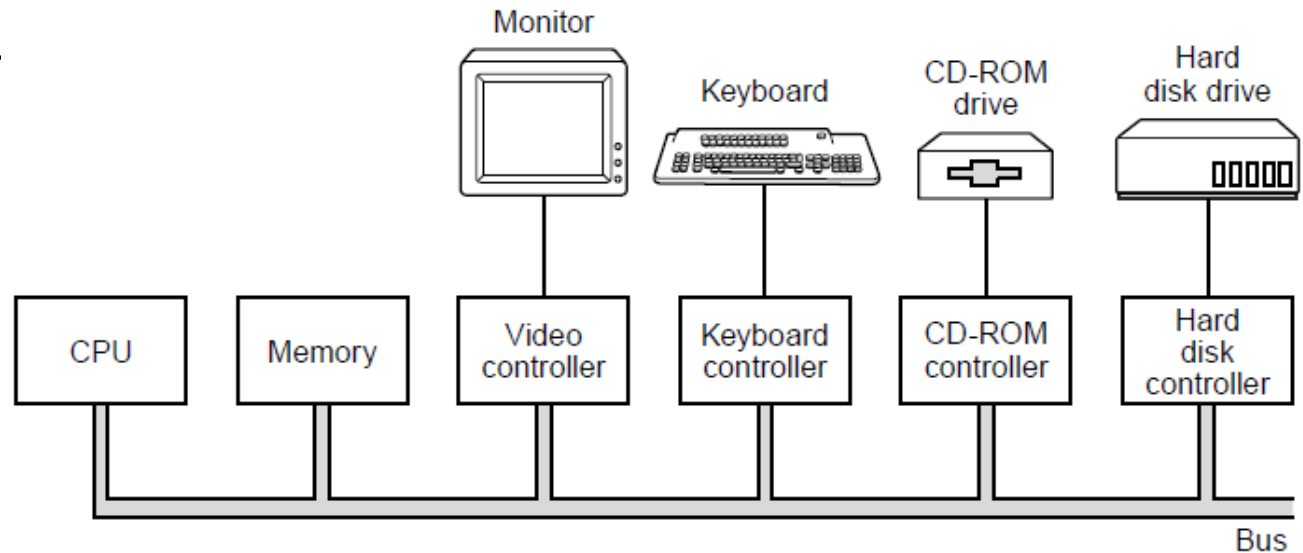 Monitor
Keyboard
CD-ROM
drive
Hard
disk drive
CPU
Memory
Video
controller
Keyboard
controller
CD-ROM
controller
Hard
disk
controller
Bus